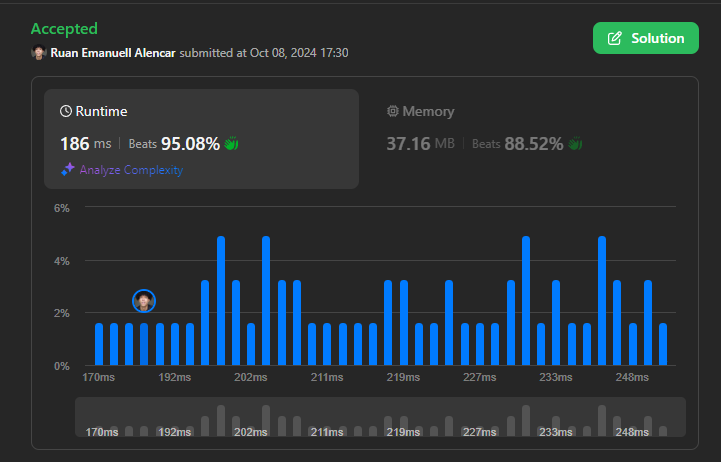 Accepted
Ruan Emanuell Alencar submitted at Oct 08, 2024 17:30
Solution
Runtime
186 ms | Beats 95.08%
Analyze Complexity
Memory
37.16 MB | Beats 88.52%
6%
4%
2%
0%
170ms 192ms 202ms 211ms 219ms 227ms 233ms 248ms
170ms 192ms 202ms 211ms 219ms 227ms 233ms 248ms